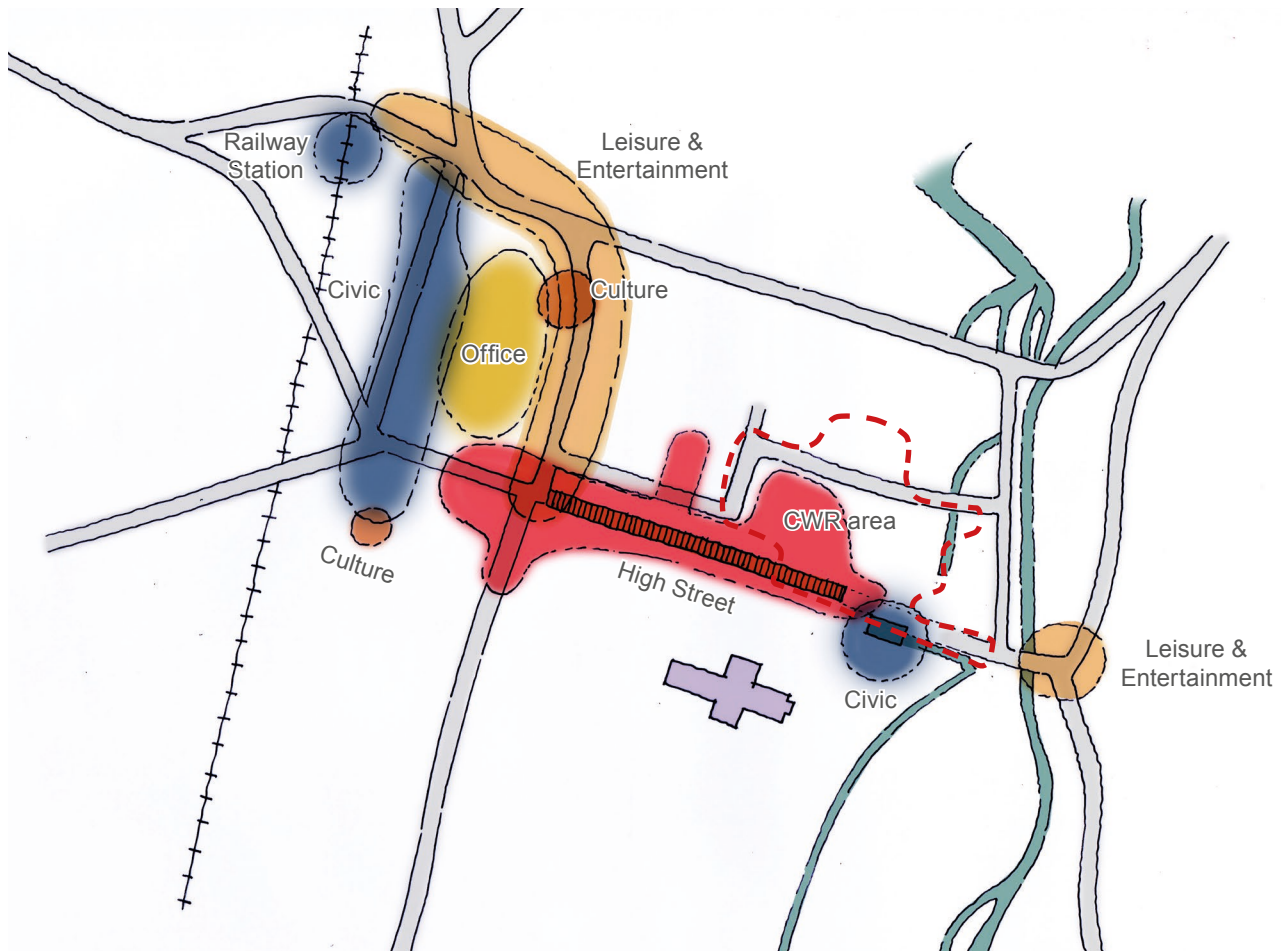 Railway
Station
Leisure &
Entertainment
Civic
Culture
Office
CWR area
High Street
Culture
Civic
Leisure &
Entertainment